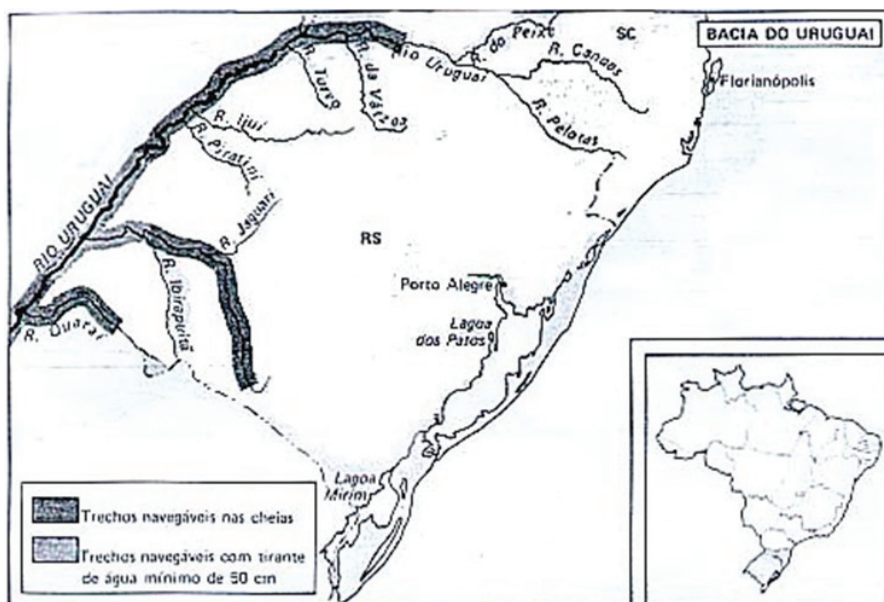 BACIA DO URUGUAI
SC
R. do Peixe
R. Canoas
Florianópolis
RIO URUGUAI
R. Turvo
R. da Várzea
R. Pelotas
R. Ijuí
R. Piratini
RIO URUGUAI
R. Jaguari
RS
R. Ibirapuitã
R. Quaraí
Porto Alegre
Lagoa
dos Patos
Lagoa
Mirim
Trechos navegáveis nas cheias
Trechos navegáveis com tirante
de água mínimo de 50 cm